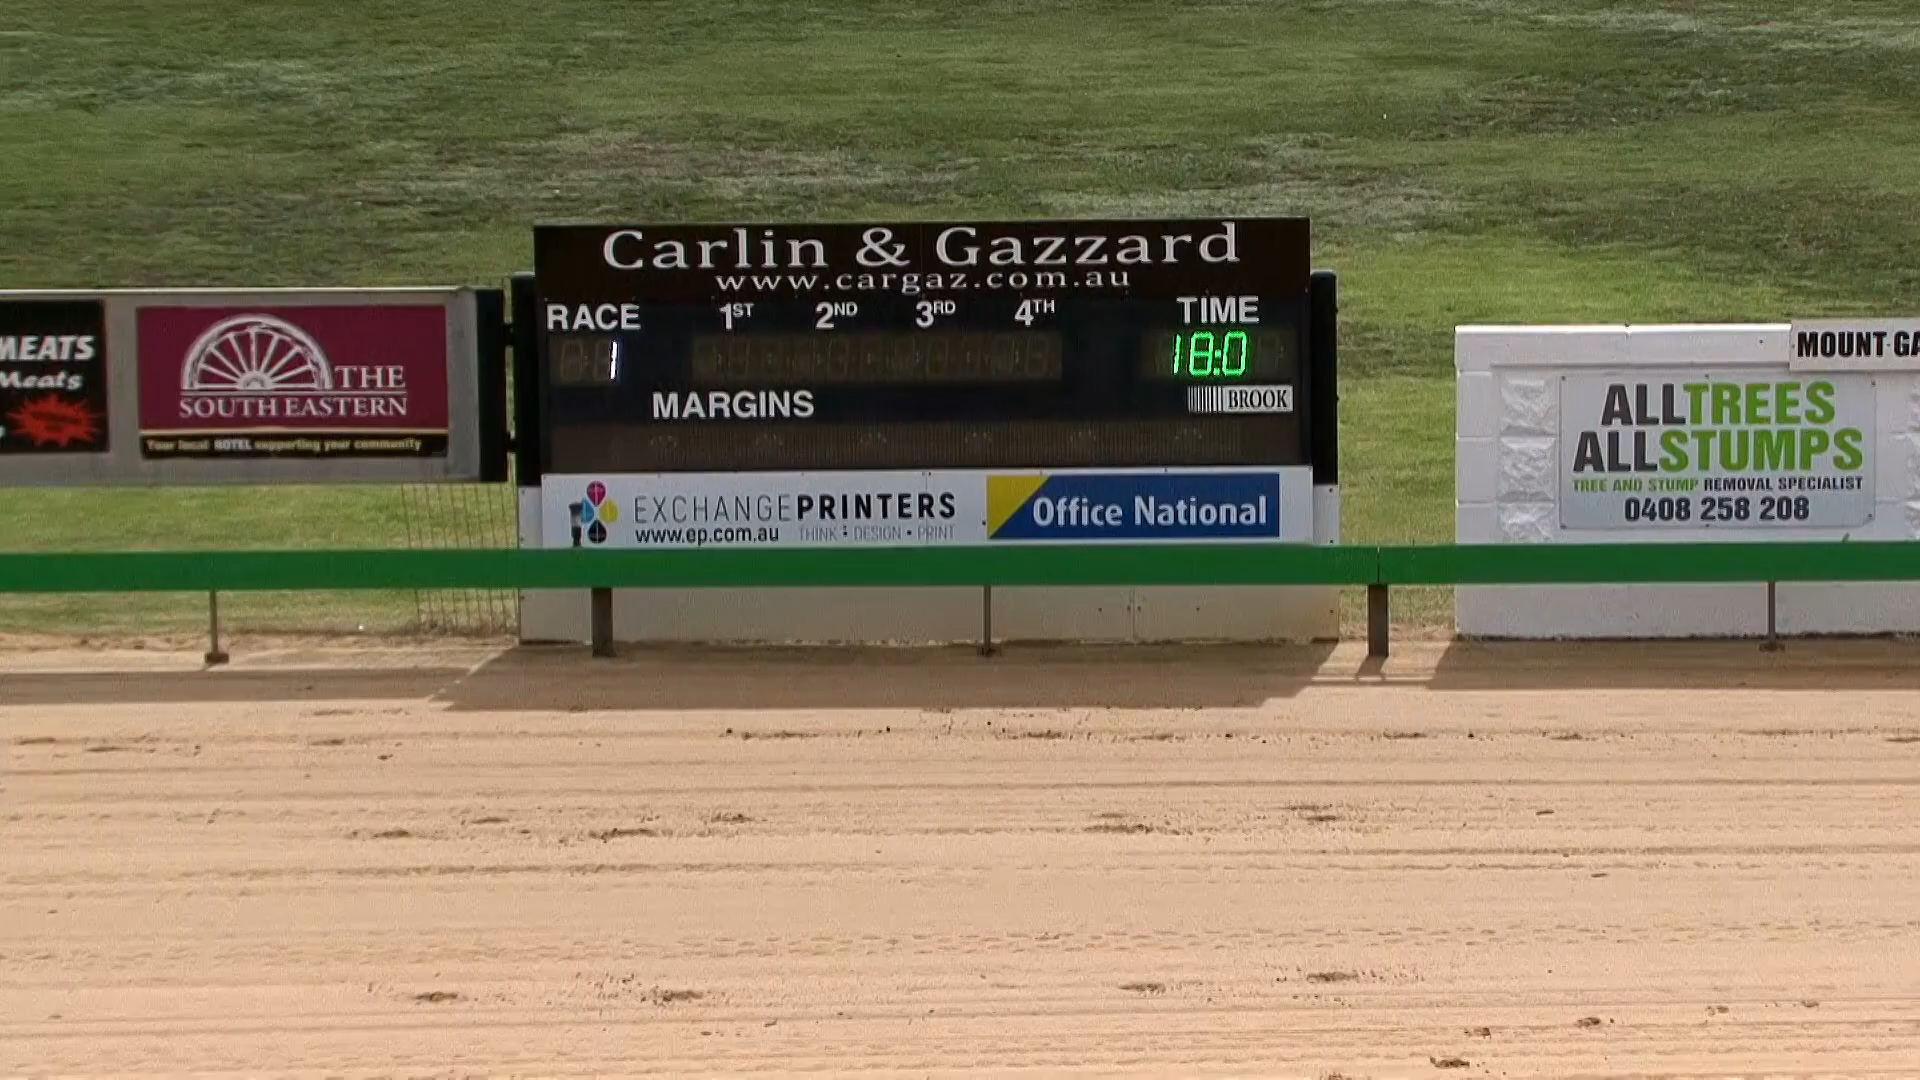 MEATS
Meats
THE
SOUTH EASTERN
Your local HOTEL supporting your community
Carlin & Gazzard
www.cargaz.com.au
RACE 1ST 2ND 3RD 4TH TIME
1 18:0
MARGINS
BROOK
EXCHANGEPRINTERS
www.ep.com.au THINK : DESIGN • PRINT
Office National
MOUNT GA
ALLTREES
ALLSTUMPS
TREE AND STUMP REMOVAL SPECIALIST
0408 258 208